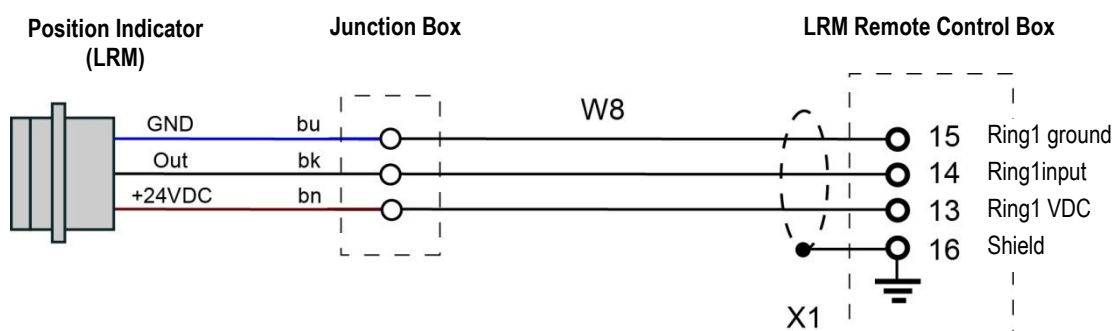 Position Indicator
(LRM)
Junction Box
LRM Remote Control Box
GND bu
W8
15 Ring1 ground
Out bk
14 Ring1input
+24VDC bn
13 Ring1 VDC
16 Shield
X1